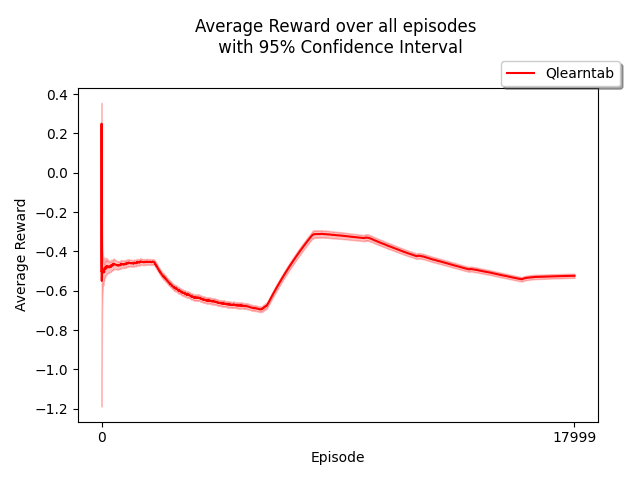 Average Reward over all episodes
with 95% Confidence Interval
Qlearntab
Average Reward
0.4
0.2
0.0
−0.2
−0.4
−0.6
−0.8
−1.0
−1.2
0
17999
Episode